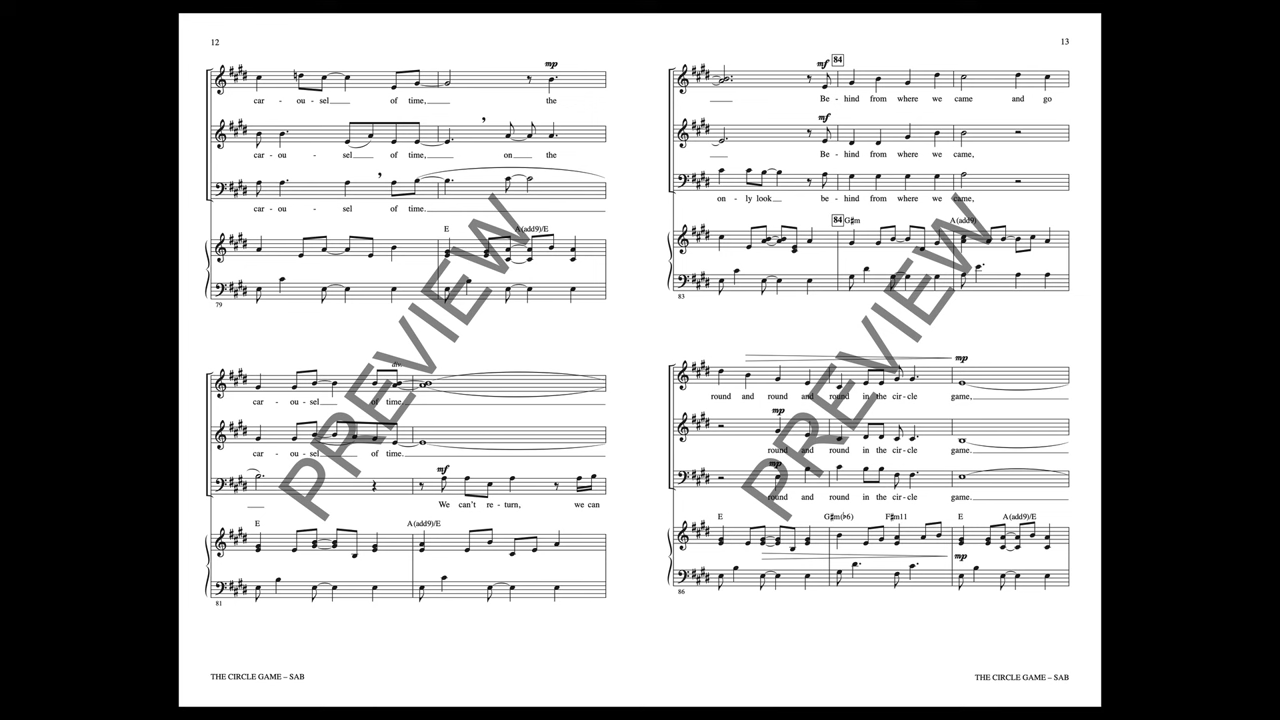 12
mp
car - ou - sel of time, the
car - ou - sel of time, on the
car - ou - sel of time.
E A(add9)/E
79
div.
car - ou - sel of time.
car - ou - sel of time.
mf
We can't re - turn, we can
E A(add9)/E
81
THE CIRCLE GAME – SAB
PREVIEW
13
mf 84
Be - hind from where we came and go
mf
Be - hind from where we came,
on - ly look be - hind from where we came,
84 G♯m A(add9)
83
mp
round and round and round in the cir - cle game,
mp
round and round in the cir - cle game.
mp
round and round in the cir - cle game.
E G♯m(♭6) F♯m11 E A(add9)/E
mp
86
THE CIRCLE GAME – SAB
PREVIEW